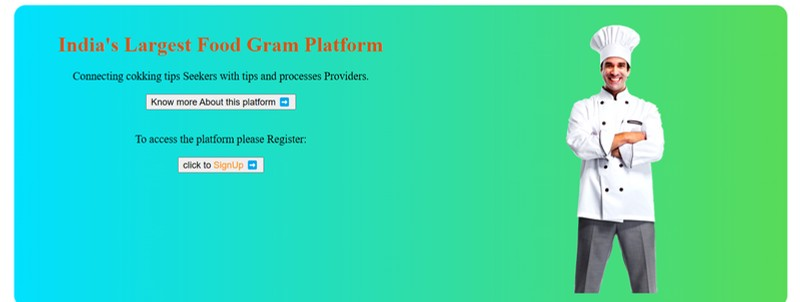 India's Largest Food Gram Platform
Connecting cokking tips Seekers with tips and processes Providers.
Know more About this platform ➡️
To access the platform please Register:
click to SignUp ➡️